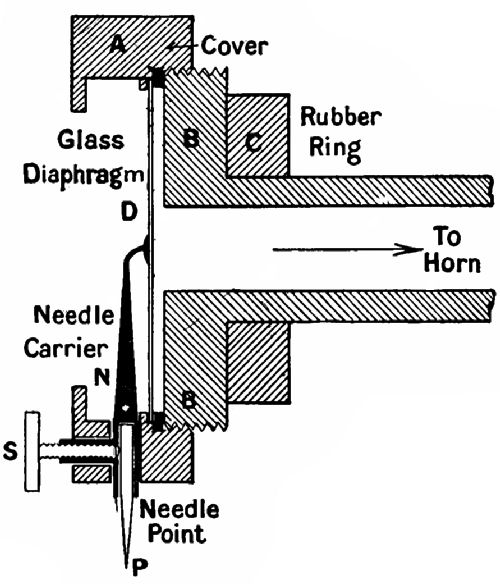 A
Cover
B
C
Rubber
Ring
Glass
Diaphragm
D
To
Horn
Needle
Carrier
N
B
S
Needle
Point
P